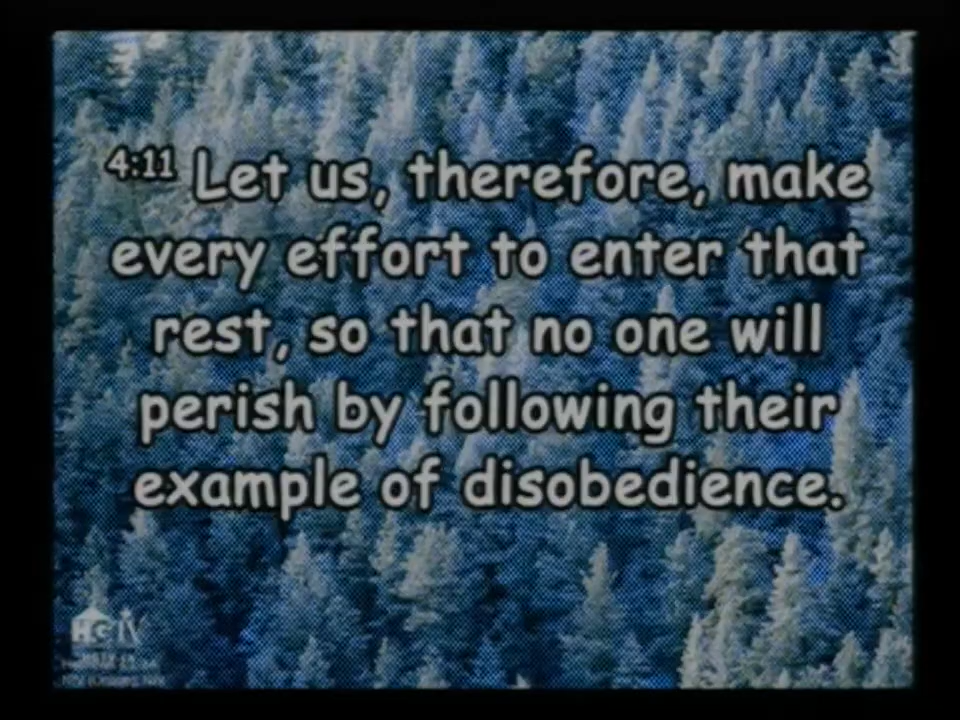 4:11 Let us, therefore, make
every effort to enter that
rest, so that no one will
perish by following their
example of disobedience.
HGTV